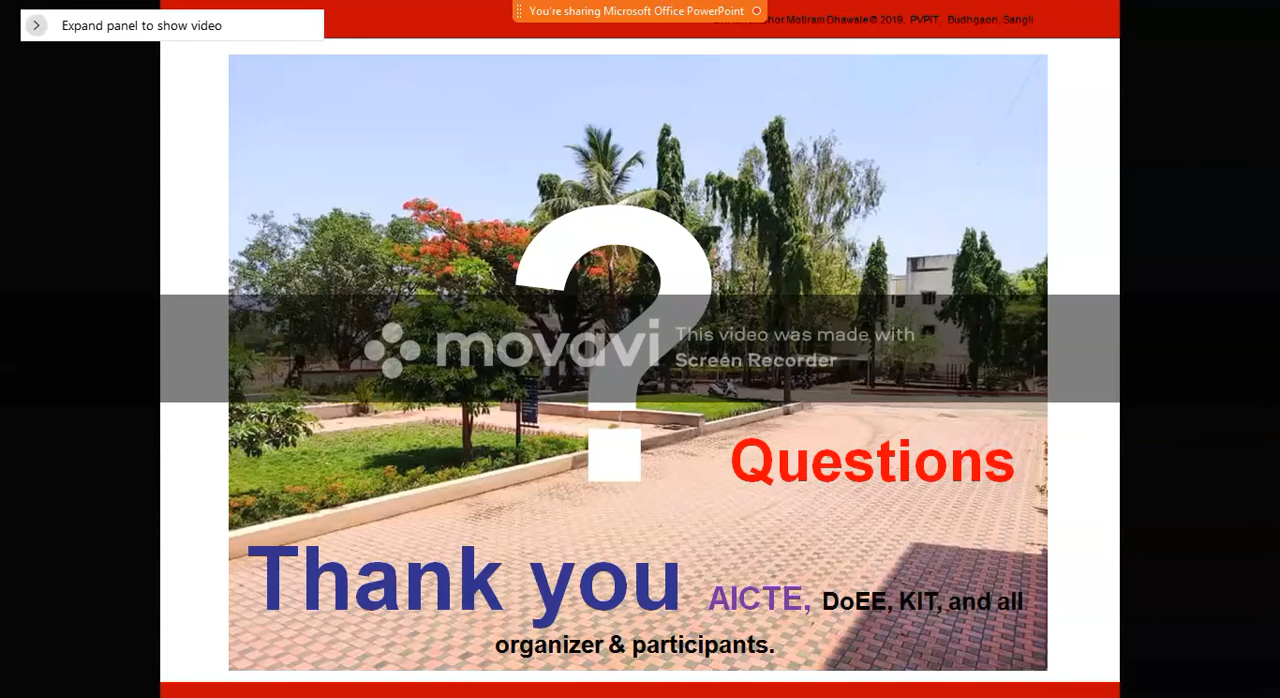 Expand panel to show video
You're sharing Microsoft Office PowerPoint
Motiram Dhawale © 2019, PVPIT, Budhgaon, Sangli
?
movavi
This video was made with
Screen Recorder
Questions
Thank you AICTE, DoEE, KIT, and all
organizer & participants.